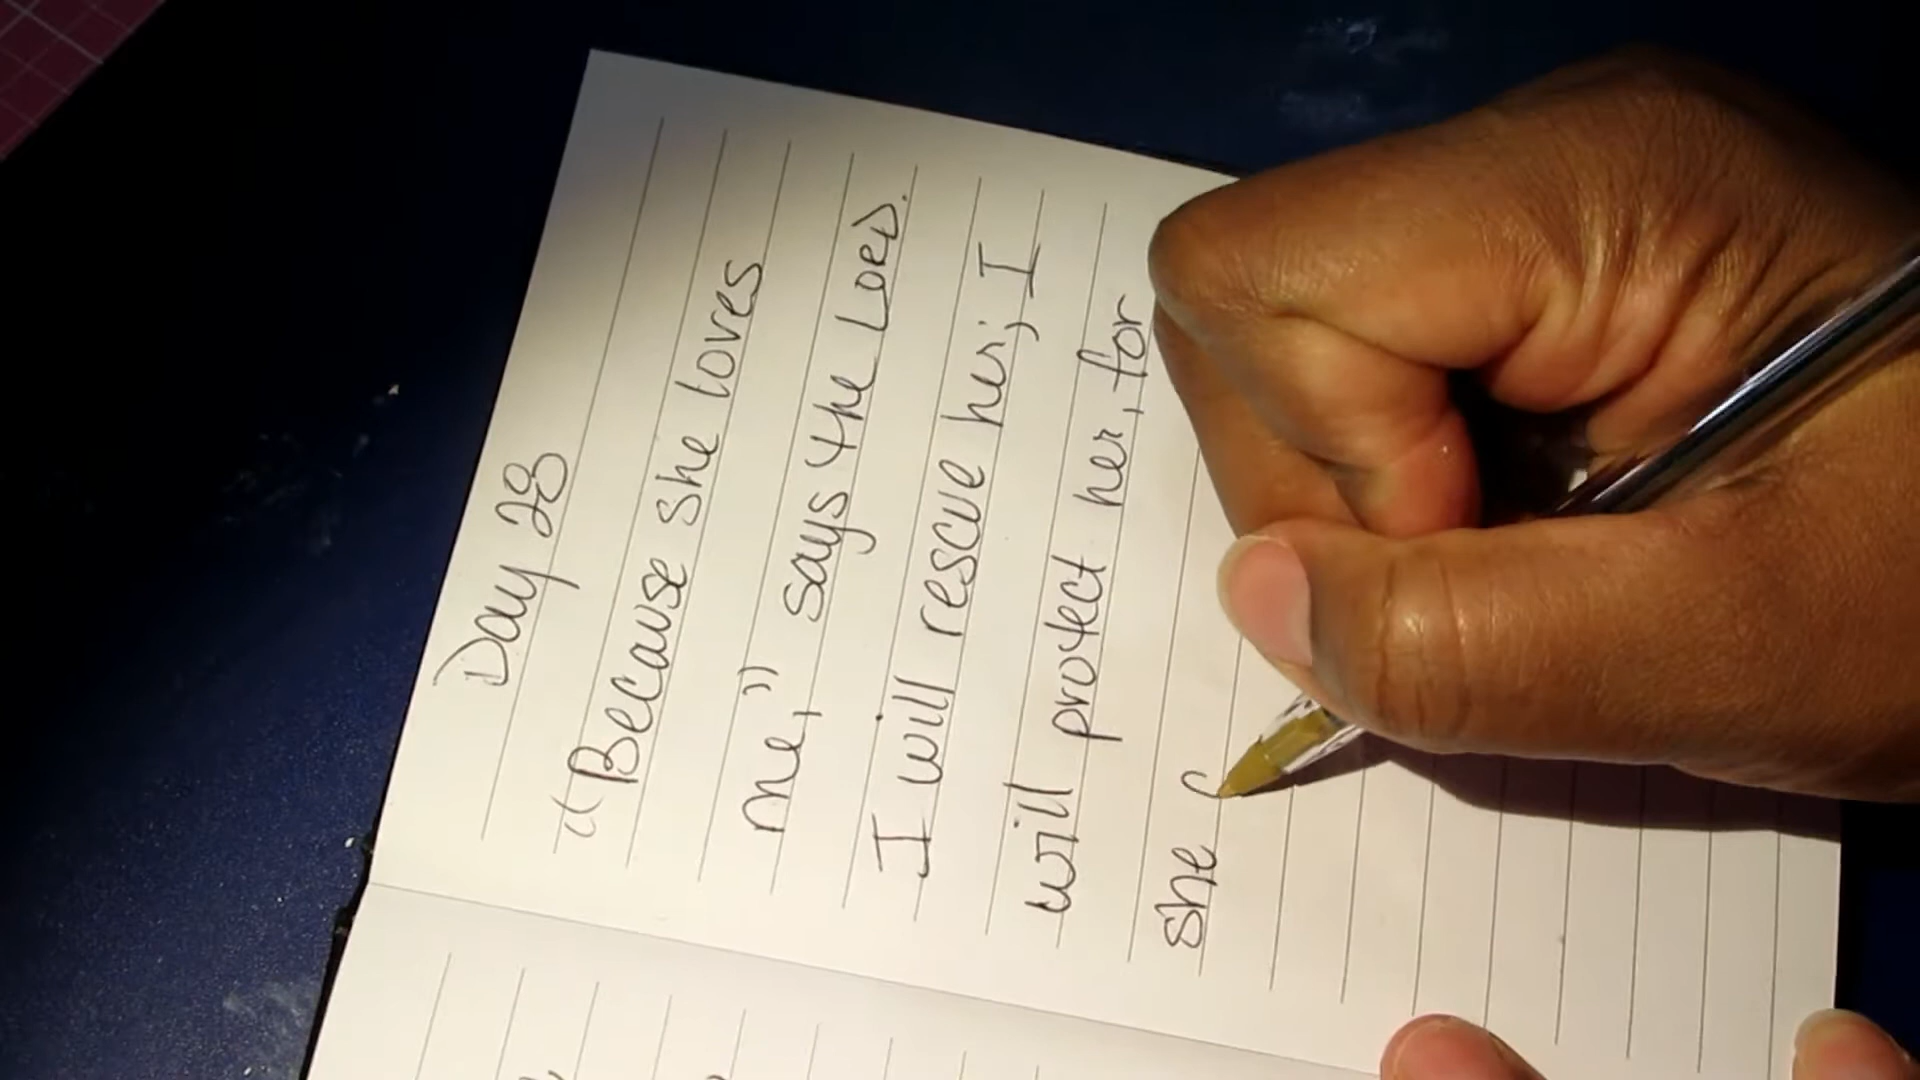 Day 28
"Because she loves
me," says the LORD.
I will rescue her; I
will protect her, for
she